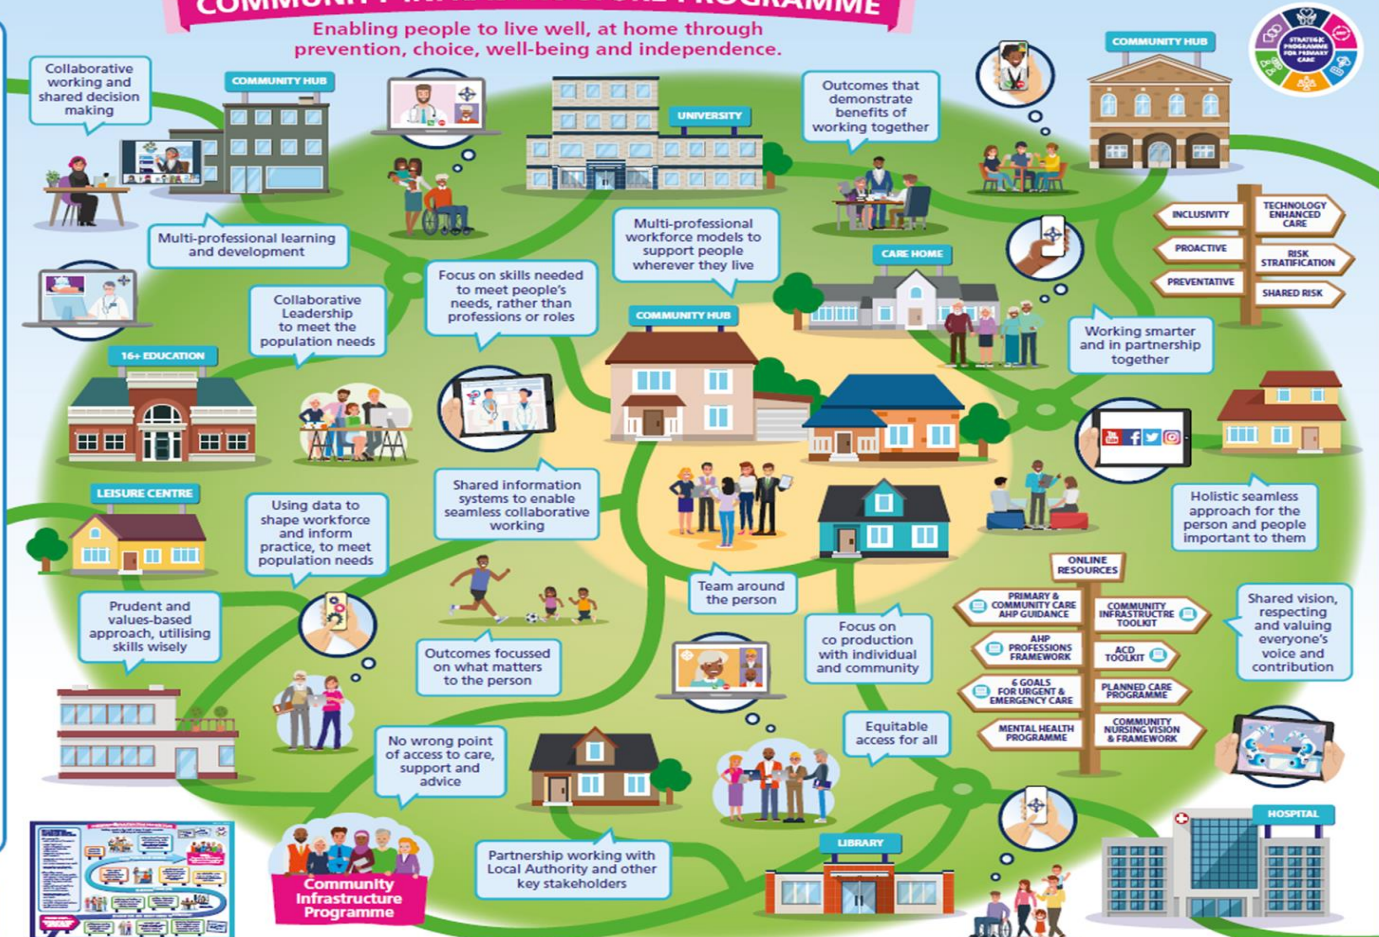 COMMUNITY INFRASTRUCTURE PROGRAMME
Enabling people to live well, at home through
prevention, choice, well-being and independence.
STRATEGIC
PROGRAMME
FOR PRIMARY
CARE
COMMUNITY HUB
Collaborative
working and
shared decision
making
COMMUNITY HUB
UNIVERSITY
Outcomes that
demonstrate
benefits of
working together
INCLUSIVITY
TECHNOLOGY
ENHANCED
CARE
PROACTIVE
RISK
STRATIFICATION
PREVENTATIVE
SHARED RISK
Multi-professional learning
and development
Multi-professional
workforce models to
support people
wherever they live
CARE HOME
Focus on skills needed
to meet people's
needs, rather than
professions or roles
Collaborative
Leadership
to meet the
population needs
COMMUNITY HUB
Working smarter
and in partnership
together
16+ EDUCATION
LEISURE CENTRE
Using data to
shape workforce
and inform
practice, to meet
population needs
Shared information
systems to enable
seamless collaborative
working
Holistic seamless
approach for the
person and people
important to them
Team around
the person
Prudent and
values-based
approach, utilising
skills wisely
Outcomes focussed
on what matters
to the person
Focus on
co production
with individual
and community
ONLINE
RESOURCES
PRIMARY &
COMMUNITY CARE
AHP GUIDANCE
COMMUNITY
INFRASTRUCTRE
TOOLKIT
AHP
PROFESSIONS
FRAMEWORK
ACD
TOOLKIT
6 GOALS
FOR URGENT &
EMERGENCY CARE
PLANNED CARE
PROGRAMME
MENTAL HEALTH
PROGRAMME
COMMUNITY
NURSING VISION
& FRAMEWORK
Shared vision,
respecting
and valuing
everyone's
voice and
contribution
No wrong point
of access to care,
support and
advice
Equitable
access for all
HOSPITAL
LIBRARY
Partnership working with
Local Authority and other
key stakeholders
Community
Infrastructure
Programme